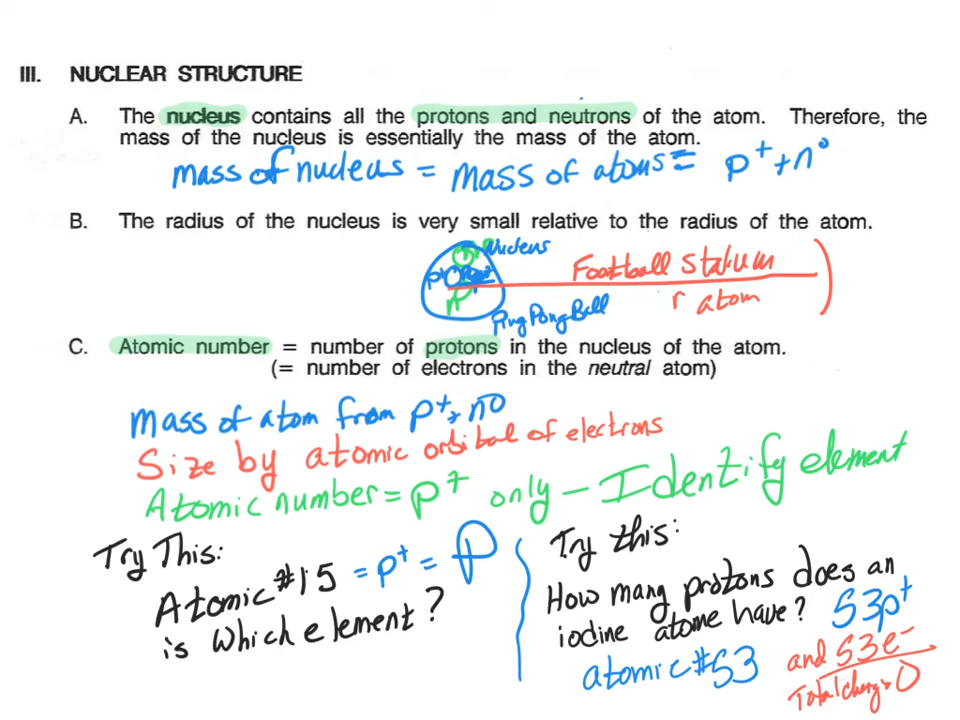 III. NUCLEAR STRUCTURE
A. The nucleus contains all the protons and neutrons of the atom. Therefore, the
mass of the nucleus is essentially the mass of the atom.
mass of nucleus = mass of atoms = p+ + n°
B. The radius of the nucleus is very small relative to the radius of the atom.
Nucleus
Football
r atom
Ping Pong Ball
C. Atomic number = number of protons in the nucleus of the atom.
(= number of electrons in the neutral atom)
Mass of atom from p+, n°
Size by atomic orbital of electrons
Atomic number = p+ only – Identify element
Try This:
Atomic #15 = p+ = P
is which element?
Try this:
How many protons does an
iodine atome have? 53p+
atomic #53
and 53e-
Total charge = 0